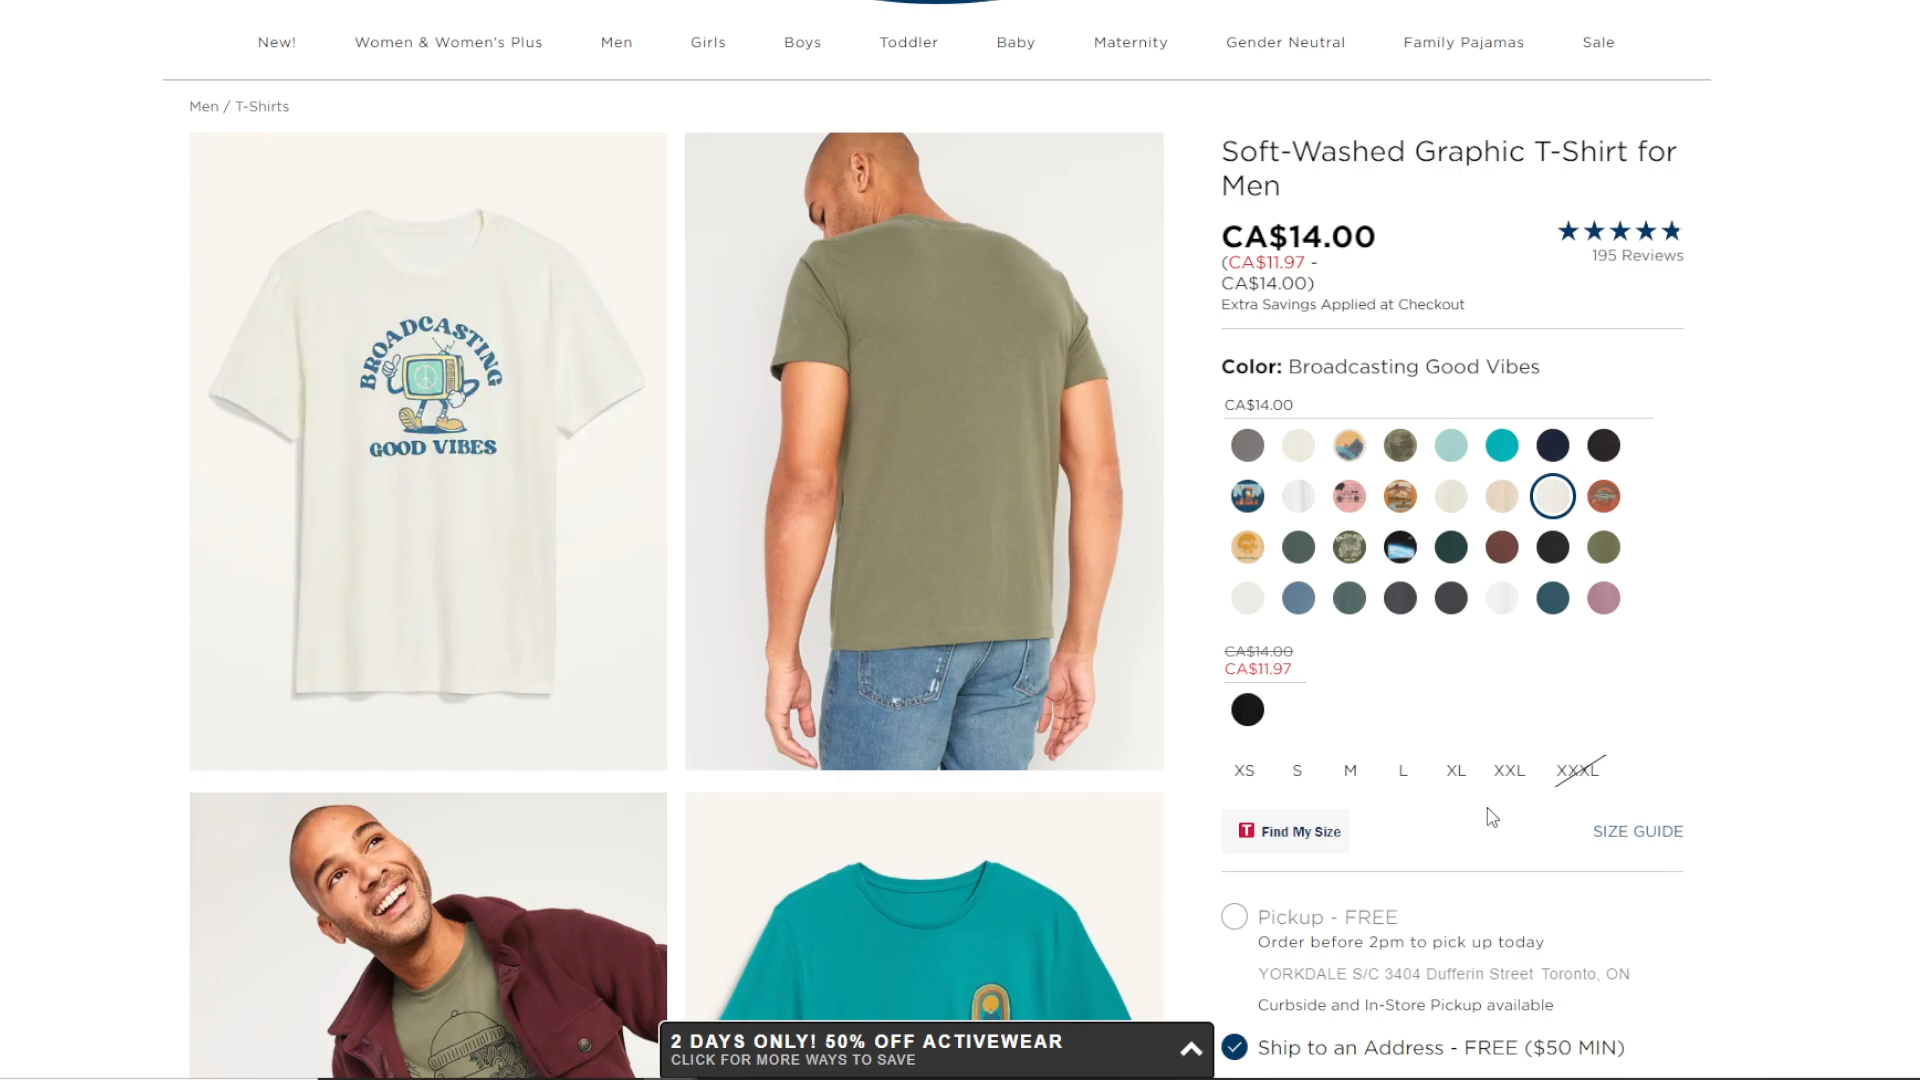 New!
Women & Women's Plus
Men
Girls
Boys
Toddler
Baby
Maternity
Gender Neutral
Family Pajamas
Sale
Men / T-Shirts
BROADCASTING
GOOD VIBES
Soft-Washed Graphic T-Shirt for
Men
CA$14.00
(CA$11.97 -
CA$14.00)
Extra Savings Applied at Checkout
195 Reviews
Color: Broadcasting Good Vibes
CA$14.00
CA$14.00
CA$11.97
XS S M L XL XXL XXXL
T Find My Size
SIZE GUIDE
Pickup - FREE
Order before 2pm to pick up today
YORKDALE S/C 3404 Dufferin Street Toronto, ON
Curbside and In-Store Pickup available
Ship to an Address - FREE ($50 MIN)
2 DAYS ONLY! 50% OFF ACTIVEWEAR
CLICK FOR MORE WAYS TO SAVE